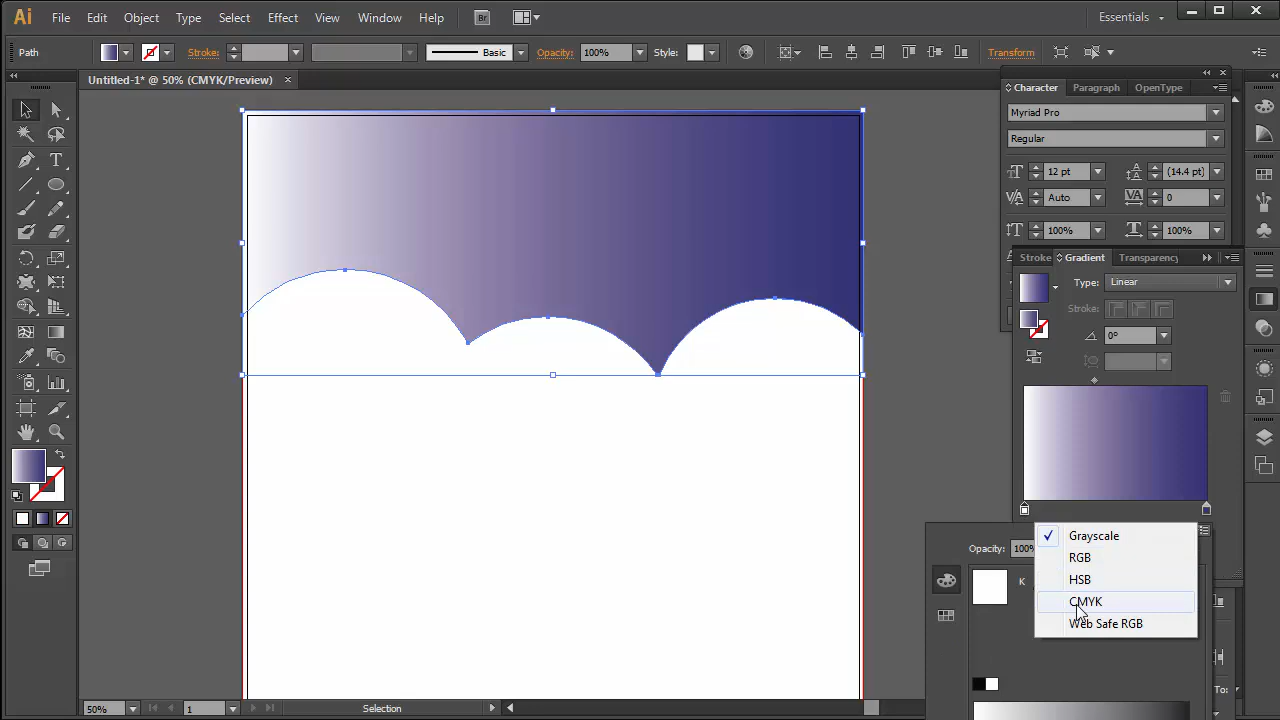 Ai File Edit Object Type Select Effect View Window Help Br Essentials
Path Stroke: Basic Opacity: 100% Style: Transform
Untitled-1* @ 50% (CMYK/Preview) ×
Character Paragraph OpenType
Myriad Pro
Regular
12 pt (14.4 pt)
Auto 0
100% 100%
Stroke Gradient Transparency
Type: Linear
Stroke:
0°
Grayscale
Opacity: 100%
RGB
K
HSB
CMYK
Web Safe RGB
To:
50% 1 Selection